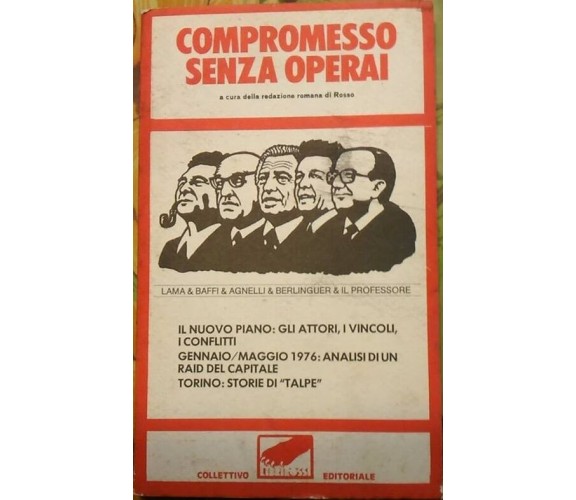 COMPROMESSO
SENZA OPERAI
a cura della redazione romana di Rosso
LAMA & BAFFI & AGNELLI & BERLINGUER & IL PROFESSORE
IL NUOVO PIANO: GLI ATTORI, I VINCOLI,
I CONFLITTI
GENNAIO/MAGGIO 1976: ANALISI DI UN
RAID DEL CAPITALE
TORINO: STORIE DI "TALPE"
COLLETTIVO EDITORIALE